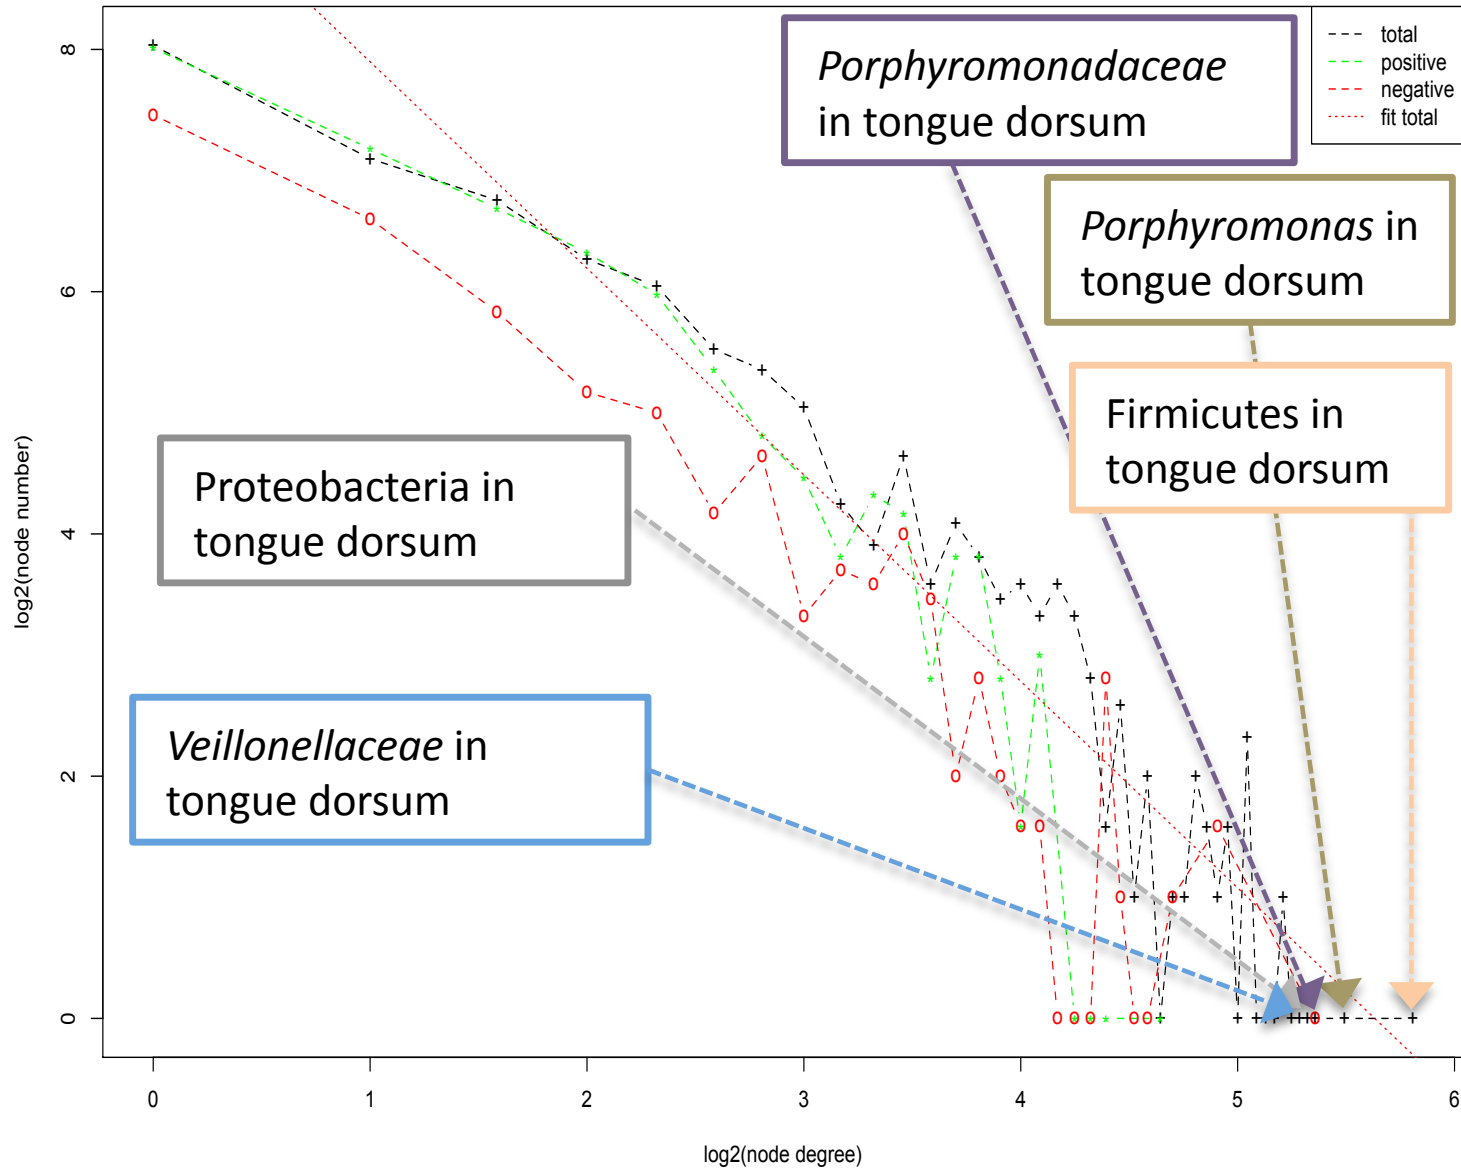 Porphyromonadaceae
in tongue dorsum
total
positive
negative
fit total
Porphyromonas in
tongue dorsum
Firmicutes in
tongue dorsum
Proteobacteria in
tongue dorsum
Veillonellaceae in
tongue dorsum
log2(node number)
8
6
4
2
0
0 1 2 3 4 5 6
log2(node degree)